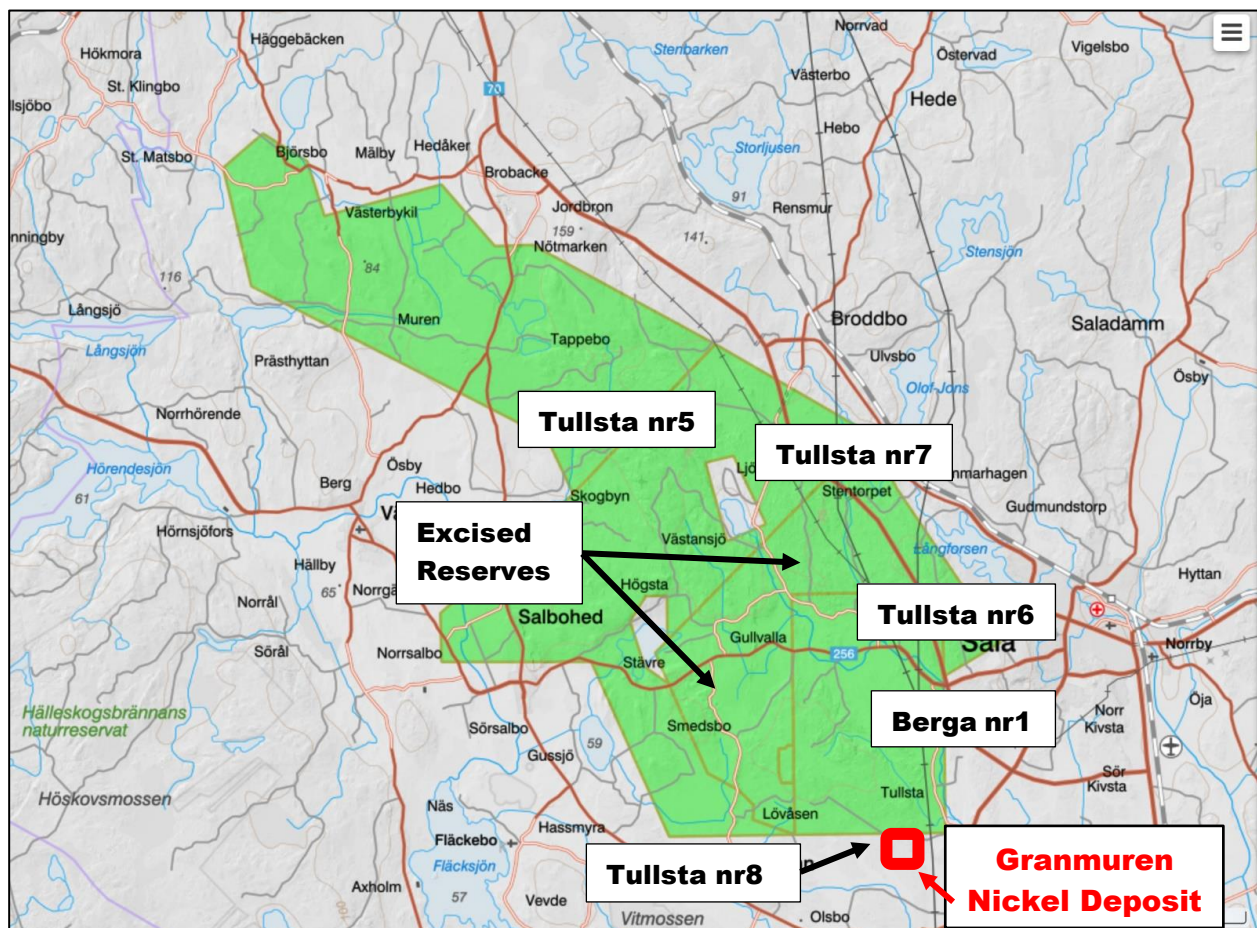 Hökmora
Häggebäcken
Stenbarken
Norrvad
Östervad
Vigelsbo
St. Klingbo
70
Västerbo
Hede
Hebo
St. Matsbo
Björsbo
Mälby
Hedåker
Brobacke
Storljusen
91
Rensmur
Västerbykil
Jordbron
159
Nötmarken
141
Stensjön
84
116
Långsjö
Muren
Tappebo
Broddbo
Saladamm
Långsjön
Prästhyttan
Ulvsbo
Olof-Jons
Ösby
Norrhörende
Tullsta nr5
Tullsta nr7
Hörendesjön
61
Berg
Ösby
Hedbo
Skogbyn
Stentorpet
Gudmundstorp
Hörnsjöfors
Excised
Reserves
Västansjö
Långforsen
Hällby
65
Högsta
Hyttan
Norrål
Salbohed
Tullsta nr6
Sörål
Norrsalbo
Gullvalla
256
Sala
Norrby
Stävre
Hälleskogsbrännans
naturreservat
Sörsalbo
Smedsbo
Berga nr1
Norr
Kivsta
Öja
59
Gussjö
Sör
Kivsta
Höskovsmossen
Näs
Tullsta
Fläckebo
Hassmyra
Lövåsen
Fläcksjön
Tullsta nr8
Granmuren
Nickel Deposit
Axholm
57
Vevde
Vitmossen
Olsbo
100